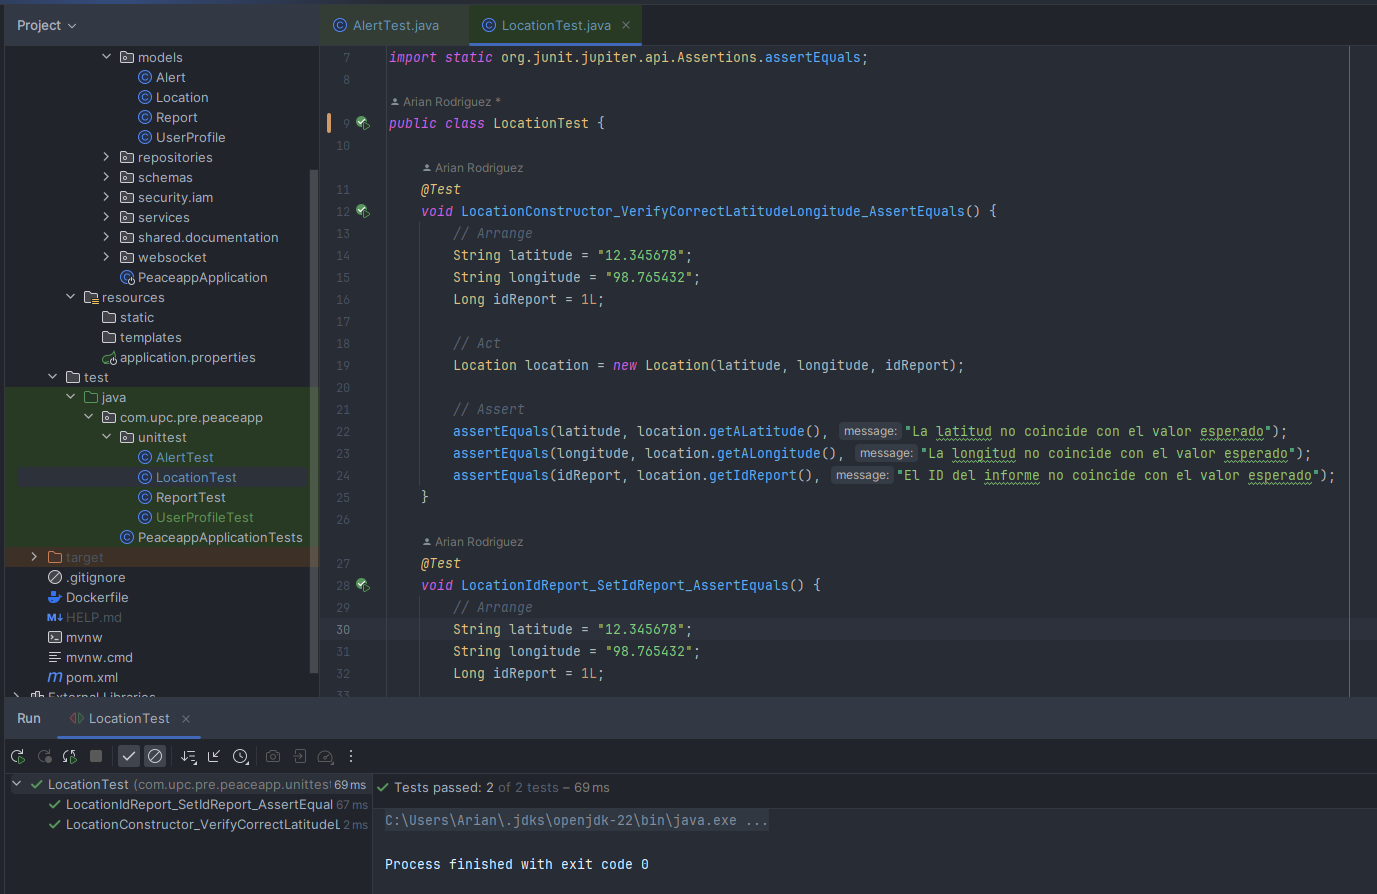 Project
AlertTest.java
LocationTest.java
models
Alert
Location
Report
UserProfile
repositories
schemas
security.iam
services
shared.documentation
websocket
PeaceappApplication
resources
static
templates
application.properties
test
java
com.upc.pre.peaceapp
unittest
AlertTest
LocationTest
ReportTest
UserProfileTest
PeaceappApplicationTests
target
.gitignore
Dockerfile
M↓ HELP.md
mvnw
mvnw.cmd
m pom.xml
External Libraries
7 import static org.junit.jupiter.api.Assertions.assertEquals;
8
Arian Rodriguez *
9 public class LocationTest {
10
Arian Rodriguez
11 @Test
12 void LocationConstructor_VerifyCorrectLatitudeLongitude_AssertEquals() {
13 // Arrange
14 String latitude = "12.345678";
15 String longitude = "98.765432";
16 Long idReport = 1L;
17
18 // Act
19 Location location = new Location(latitude, longitude, idReport);
20
21 // Assert
22 assertEquals(latitude, location.getALatitude(), message: "La latitud no coincide con el valor esperado");
23 assertEquals(longitude, location.getALongitude(), message: "La longitud no coincide con el valor esperado");
24 assertEquals(idReport, location.getIdReport(), message: "El ID del informe no coincide con el valor esperado");
25 }
26
Arian Rodriguez
27 @Test
28 void LocationIdReport_SetIdReport_AssertEquals() {
29 // Arrange
30 String latitude = "12.345678";
31 String longitude = "98.765432";
32 Long idReport = 1L;
33
Run
LocationTest
LocationTest (com.upc.pre.peaceapp.unittest 69 ms
LocationIdReport_SetIdReport_AssertEqual 67 ms
LocationConstructor_VerifyCorrectLatitudeL 2 ms
Tests passed: 2 of 2 tests – 69 ms
C:\Users\Arian\.jdks\openjdk-22\bin\java.exe ...
Process finished with exit code 0